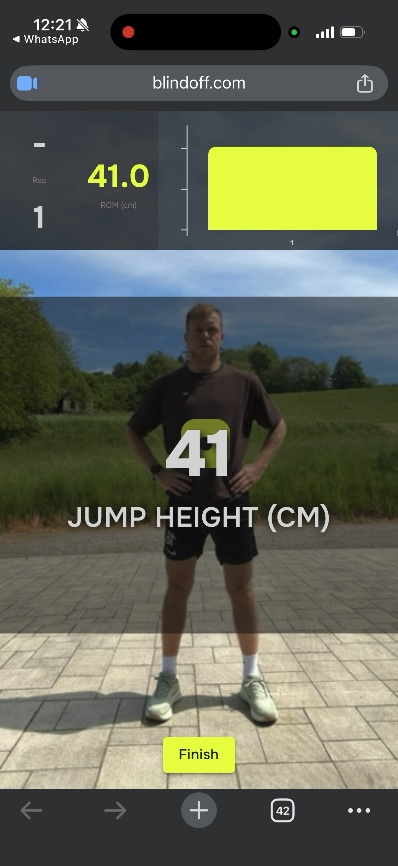 12:21
WhatsApp
blindoff.com
-
Rep
1
41.0
ROM (cm)
1
41
JUMP HEIGHT (CM)
Finish
42